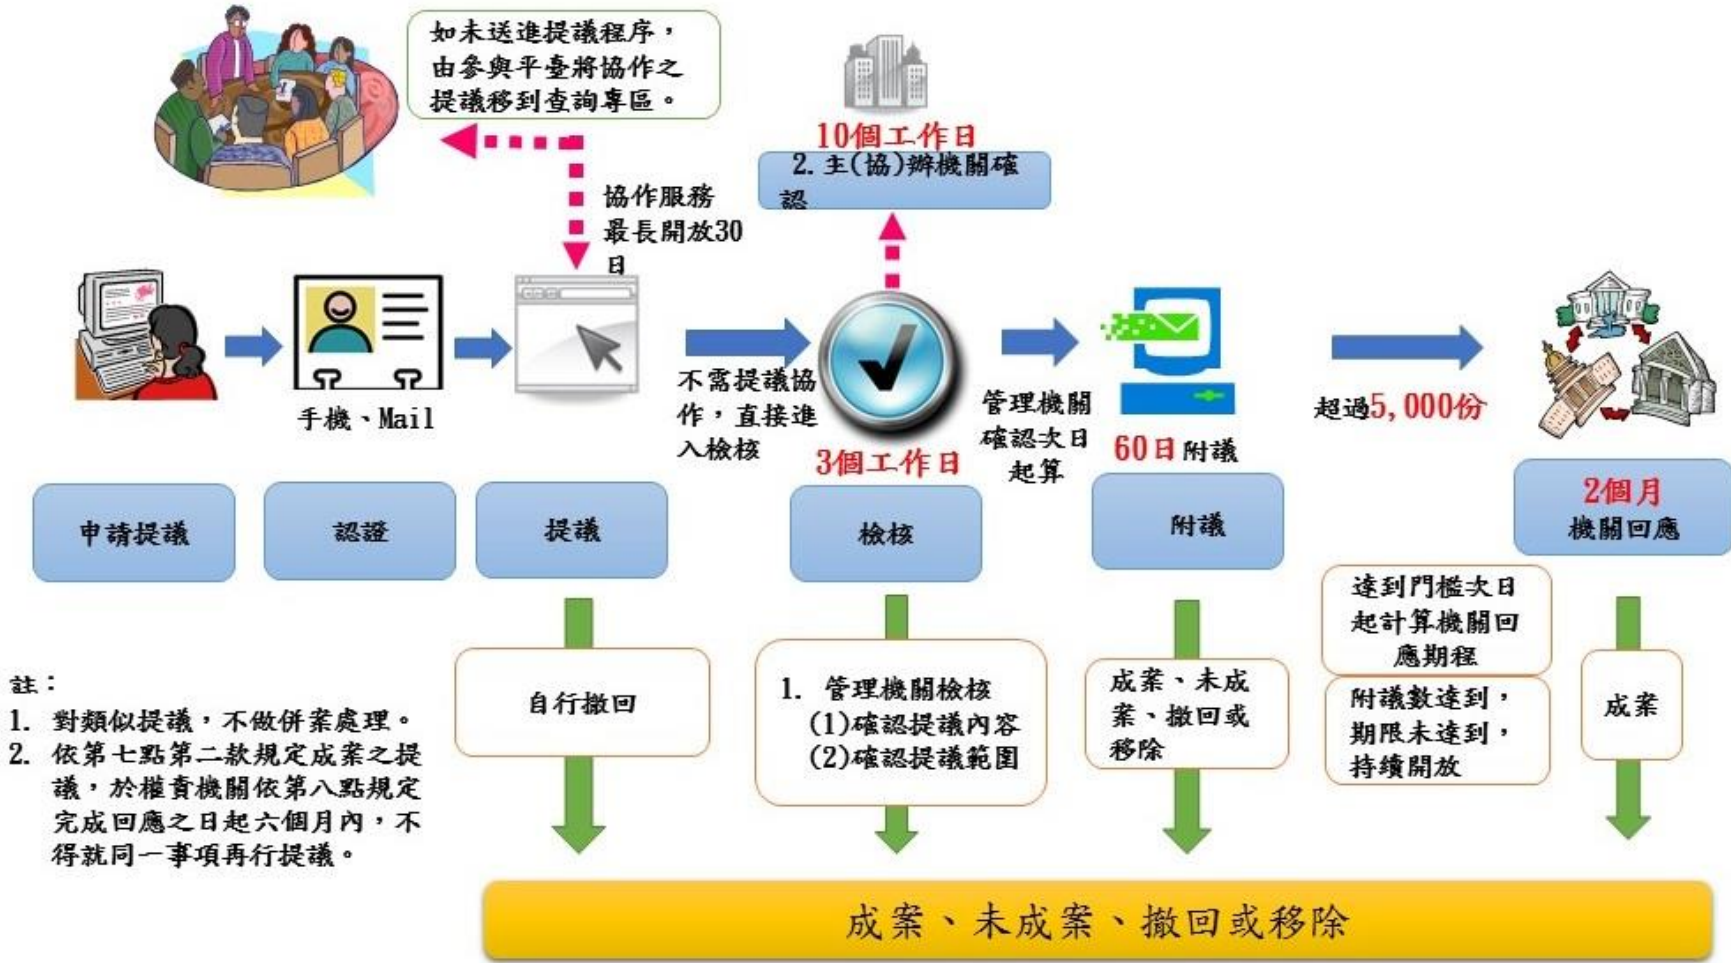 如未送進提議程序，
由參與平臺將協作之
提議移到查詢專區。
10個工作日
2. 主(協)辦機關確
認
協作服務
最長開放30
日
手機、Mail
不需提議協
作，直接進
入檢核
3個工作日
管理機關
確認次日
起算
60日附議
超過5,000份
申請提議
認證
提議
檢核
附議
2個月
機關回應
自行撤回
1. 管理機關檢核
(1)確認提議內容
(2)確認提議範圍
成案、未成
案、撤回或
移除
達到門檻次日
起計算機關回
應期程
附議數達到，
期限未達到，
持續開放
成案
註：
1. 對類似提議，不做併案處理。
2. 依第七點第二款規定成案之提
議，於權責機關依第八點規定
完成回應之日起六個月內，不
得就同一事項再行提議。
成案、未成案、撤回或移除